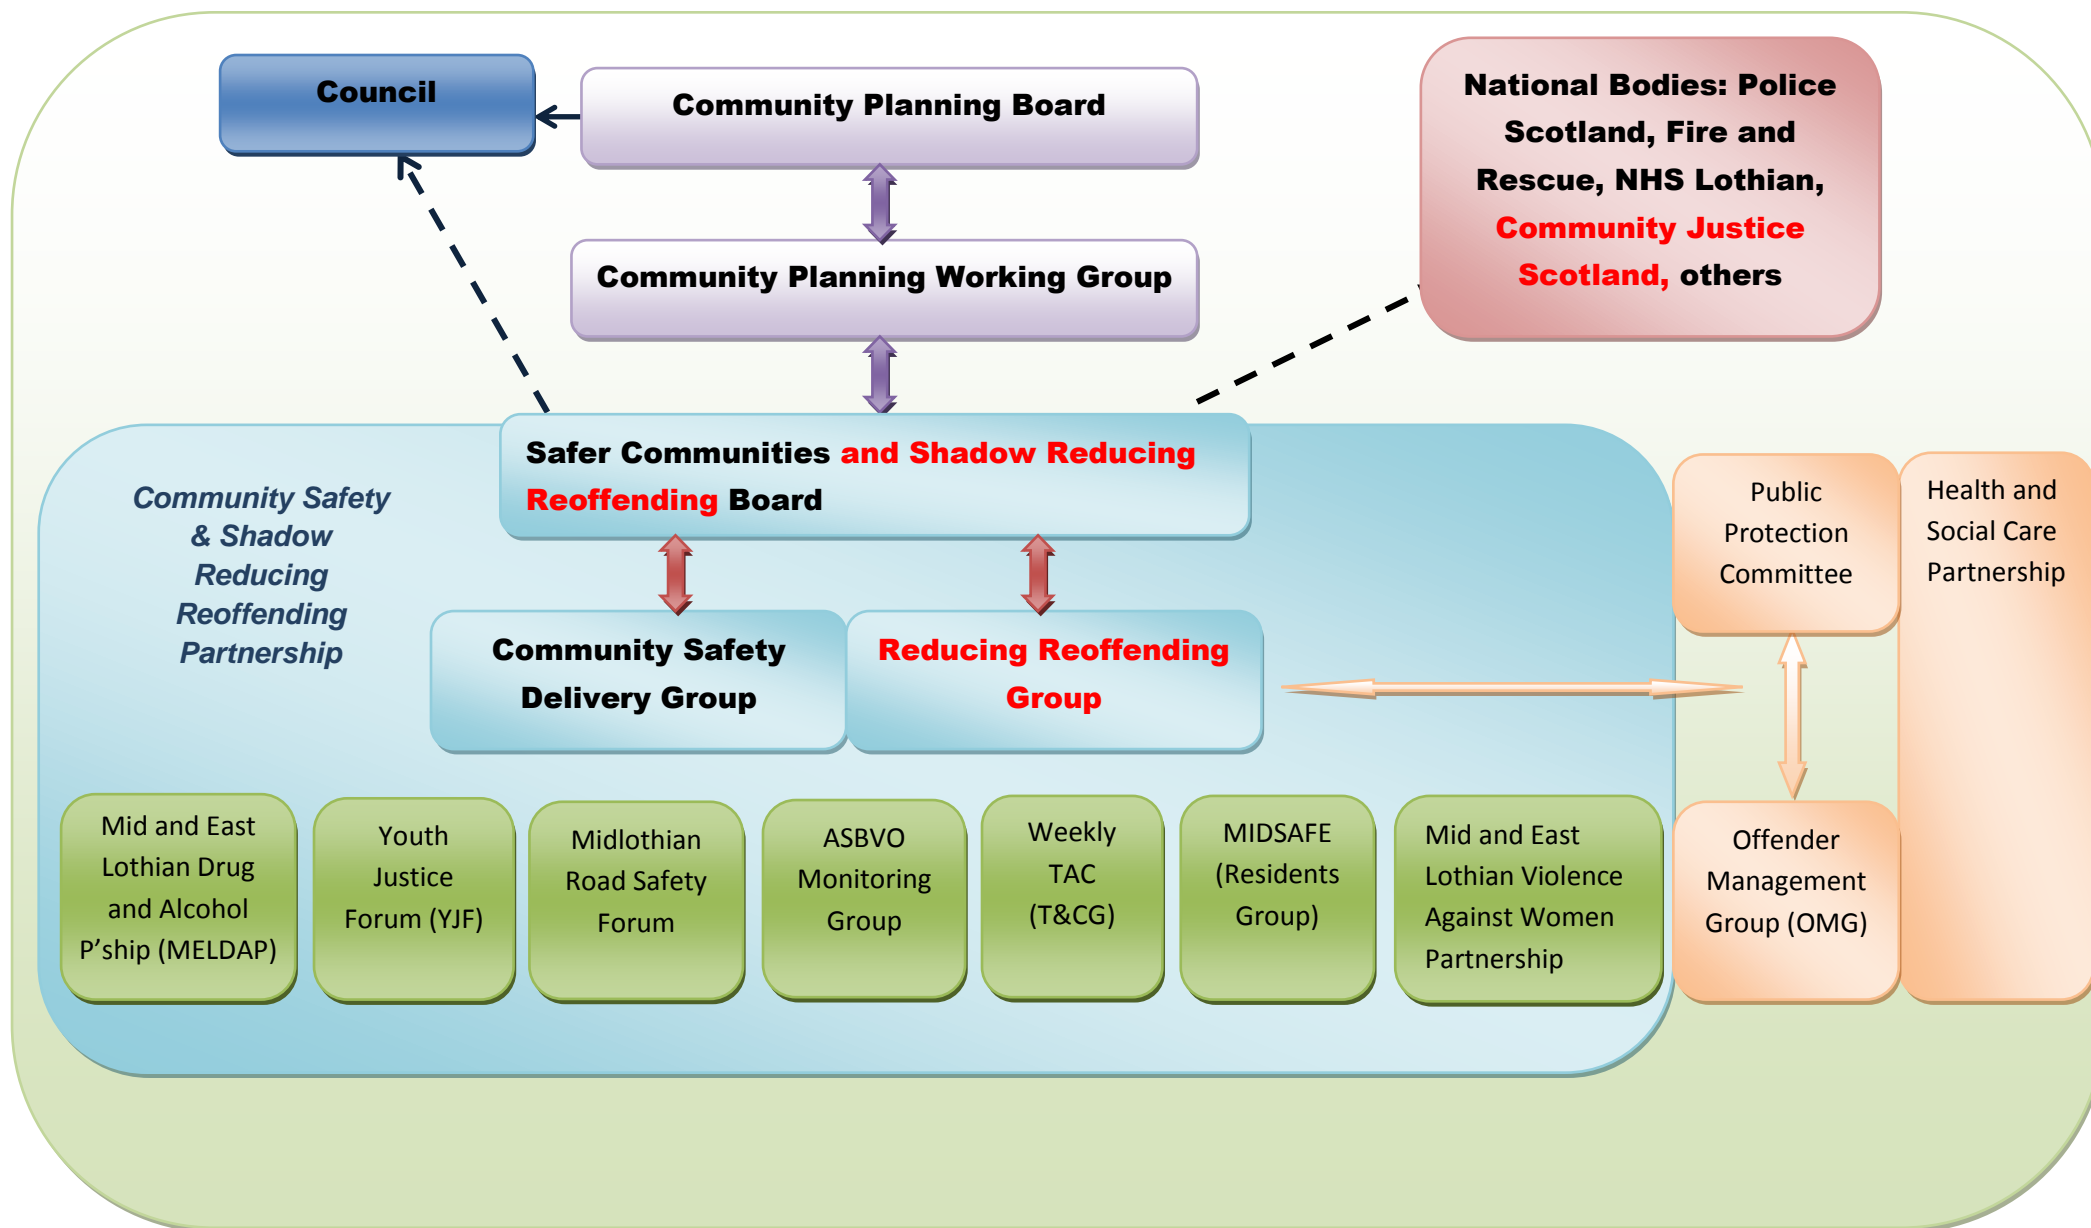 Council
Community Planning Board
National Bodies: Police
Scotland, Fire and
Rescue, NHS Lothian,
Community Justice
Scotland, others
Community Planning Working Group
Safer Communities and Shadow Reducing
Reoffending Board
Community Safety
& Shadow
Reducing
Reoffending
Partnership
Public
Protection
Committee
Health and
Social Care
Partnership
Community Safety
Delivery Group
Reducing Reoffending
Group
Mid and East
Lothian Drug
and Alcohol
P’ship (MELDAP)
Youth
Justice
Forum (YJF)
Midlothian
Road Safety
Forum
ASBVO
Monitoring
Group
Weekly
TAC
(T&CG)
MIDSAFE
(Residents
Group)
Mid and East
Lothian Violence
Against Women
Partnership
Offender
Management
Group (OMG)